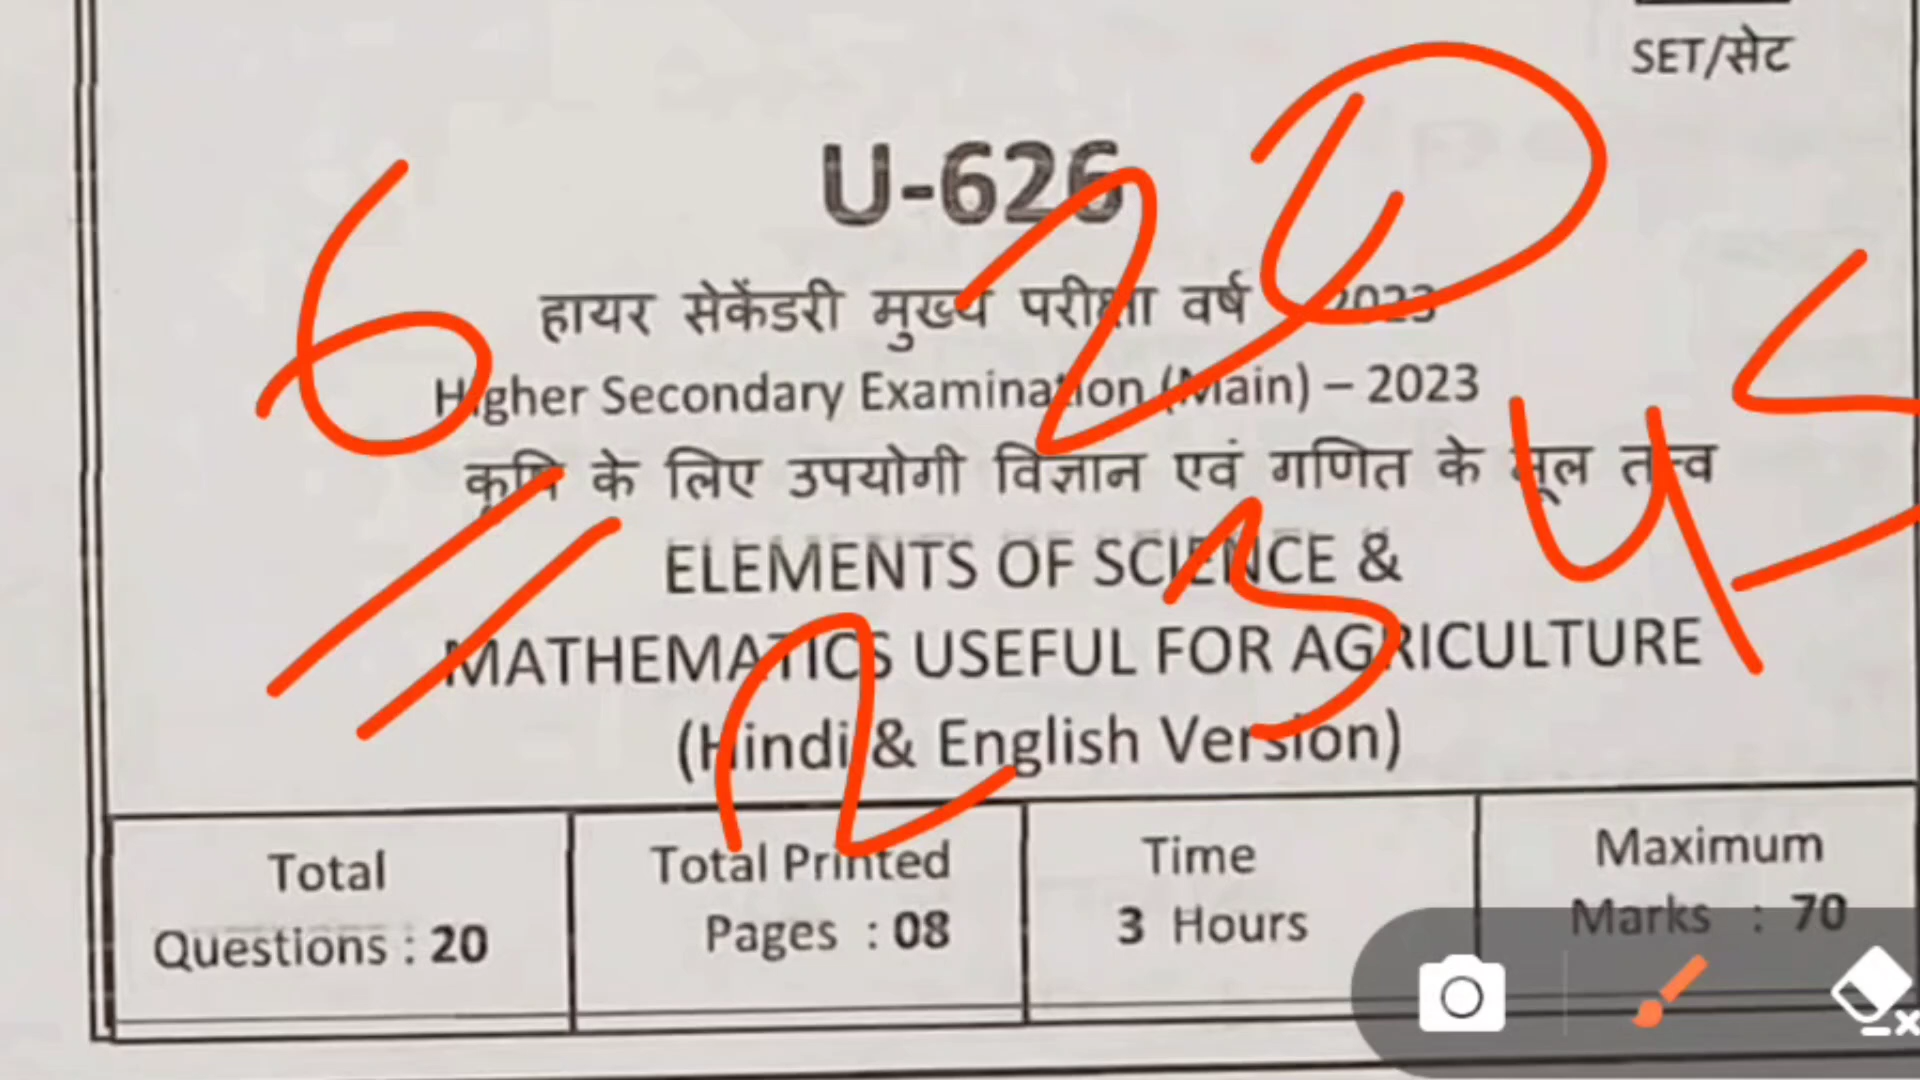 SET/सेट
U-626
हायर सेकेंडरी मुख्य परीक्षा वर्ष 2023
Higher Secondary Examination (Main) – 2023
कृषि के लिए उपयोगी विज्ञान एवं गणित के मूल तत्व
ELEMENTS OF SCIENCE &
MATHEMATICS USEFUL FOR AGRICULTURE
(Hindi & English Version)
Total Questions : 20
Total Printed Pages : 08
Time 3 Hours
Maximum Marks : 70
6
2
1
2
3
4
5